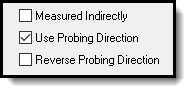 Measured Indirectly
Use Probing Direction
Reverse Probing Direction